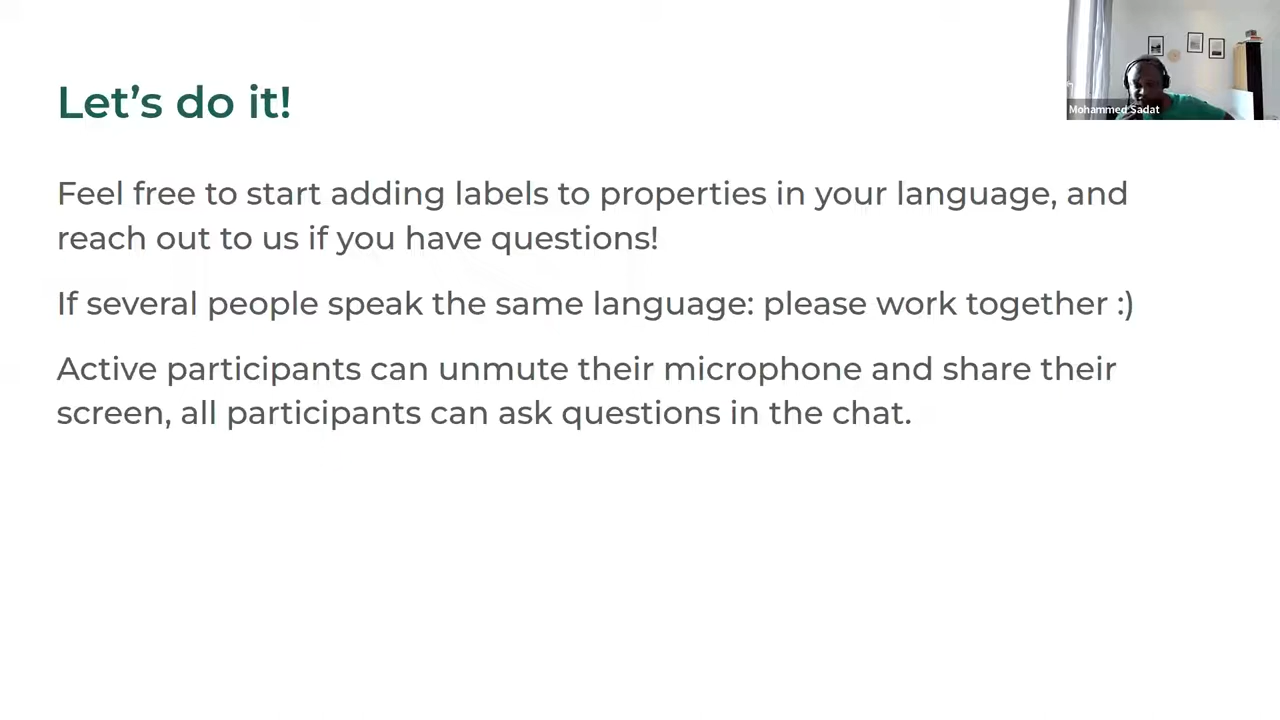 Let’s do it!
Mohammed Sadat
Feel free to start adding labels to properties in your language, and
reach out to us if you have questions!
If several people speak the same language: please work together :)
Active participants can unmute their microphone and share their
screen, all participants can ask questions in the chat.